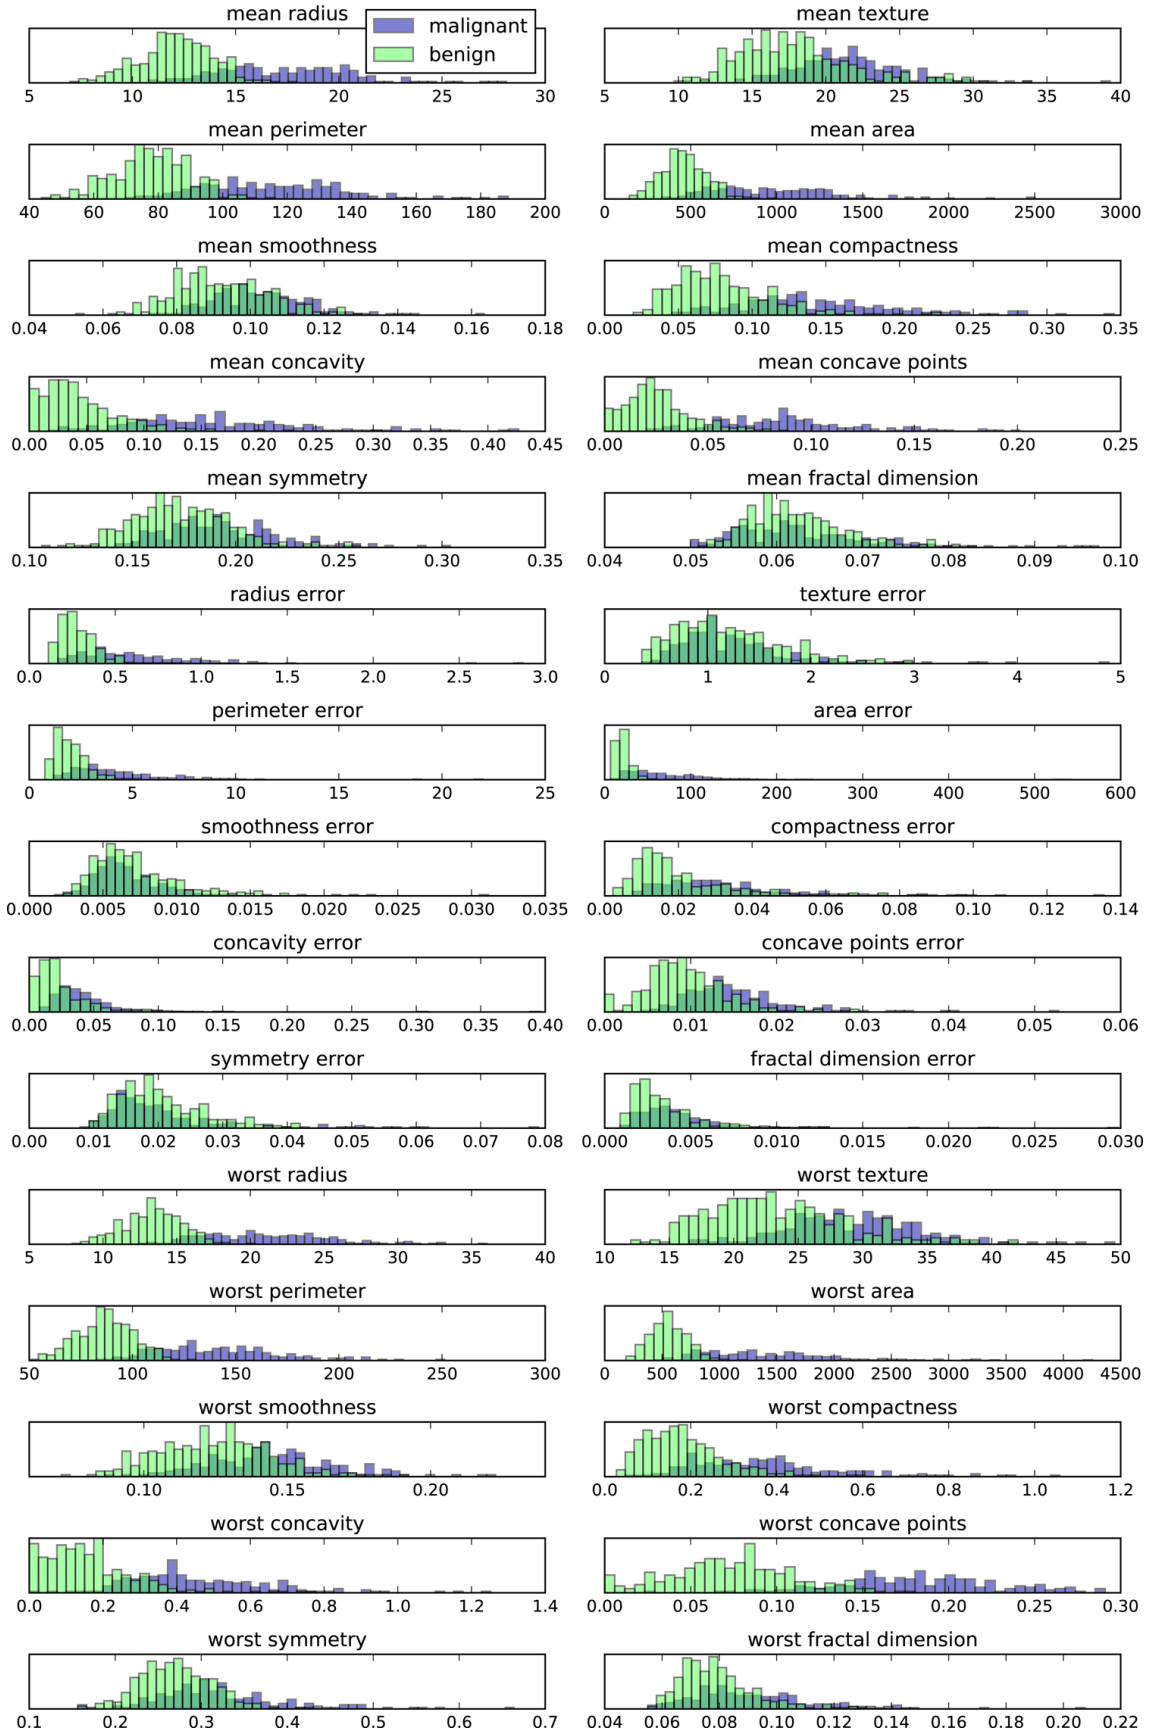 mean radius
malignant
benign
5 10 15 20 25 30
mean texture
5 10 15 20 25 30 35 40
mean perimeter
40 60 80 100 120 140 160 180 200
mean area
0 500 1000 1500 2000 2500 3000
mean smoothness
0.04 0.06 0.08 0.10 0.12 0.14 0.16 0.18
mean compactness
0.00 0.05 0.10 0.15 0.20 0.25 0.30 0.35
mean concavity
0.00 0.05 0.10 0.15 0.20 0.25 0.30 0.35 0.40 0.45
mean concave points
0.00 0.05 0.10 0.15 0.20 0.25
mean symmetry
0.10 0.15 0.20 0.25 0.30 0.35
mean fractal dimension
0.04 0.05 0.06 0.07 0.08 0.09 0.10
radius error
0.0 0.5 1.0 1.5 2.0 2.5 3.0
texture error
0 1 2 3 4 5
perimeter error
0 5 10 15 20 25
area error
0 100 200 300 400 500 600
smoothness error
0.000 0.005 0.010 0.015 0.020 0.025 0.030 0.035
compactness error
0.00 0.02 0.04 0.06 0.08 0.10 0.12 0.14
concavity error
0.00 0.05 0.10 0.15 0.20 0.25 0.30 0.35 0.40
concave points error
0.00 0.01 0.02 0.03 0.04 0.05 0.06
symmetry error
0.00 0.01 0.02 0.03 0.04 0.05 0.06 0.07 0.08
fractal dimension error
0.000 0.005 0.010 0.015 0.020 0.025 0.030
worst radius
5 10 15 20 25 30 35 40
worst texture
10 15 20 25 30 35 40 45 50
worst perimeter
50 100 150 200 250 300
worst area
0 500 1000 1500 2000 2500 3000 3500 4000 4500
worst smoothness
0.10 0.15 0.20
worst compactness
0.0 0.2 0.4 0.6 0.8 1.0 1.2
worst concavity
0.0 0.2 0.4 0.6 0.8 1.0 1.2 1.4
worst concave points
0.00 0.05 0.10 0.15 0.20 0.25 0.30
worst symmetry
0.1 0.2 0.3 0.4 0.5 0.6 0.7
worst fractal dimension
0.04 0.06 0.08 0.10 0.12 0.14 0.16 0.18 0.20 0.22